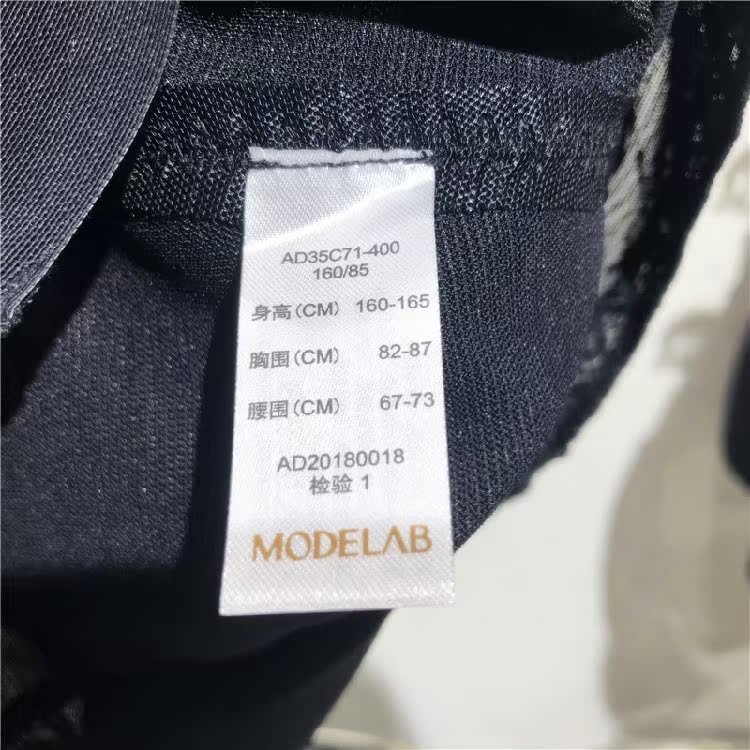 AD35C71-400
160/85
身高(CM) 160-165
胸围(CM) 82-87
腰围(CM) 67-73
AD20180018
检验 1
MODELAB